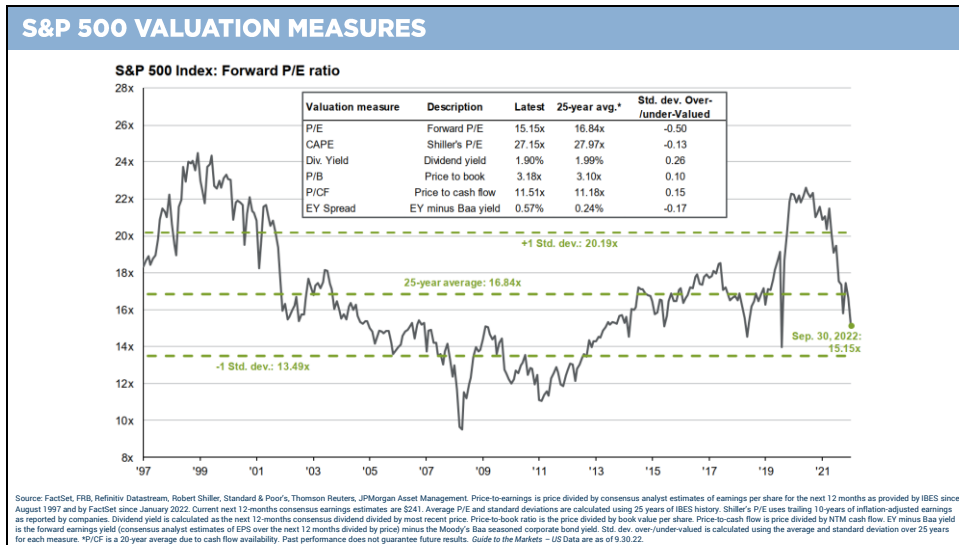 S&P 500 VALUATION MEASURES
S&P 500 Index: Forward P/E ratio
28x
26x
24x
22x
20x
18x
16x
14x
12x
10x
8x
Valuation measure Description Latest 25-year avg.* Std. dev. Over-
/under-Valued
P/E Forward P/E 15.15x 16.84x -0.50
CAPE Shiller's P/E 27.15x 27.97x -0.13
Div. Yield Dividend yield 1.90% 1.99% 0.26
P/B Price to book 3.18x 3.10x 0.10
P/CF Price to cash flow 11.51x 11.18x 0.15
EY Spread EY minus Baa yield 0.57% 0.24% -0.17
+1 Std. dev.: 20.19x
25-year average: 16.84x
Sep. 30, 2022:
15.15x
-1 Std. dev.: 13.49x
'97 '99 '01 '03 '05 '07 '09 '11 '13 '15 '17 '19 '21
Source: FactSet, FRB, Refinitiv Datastream, Robert Shiller, Standard & Poor's, Thomson Reuters, JPMorgan Asset Management. Price-to-earnings is price divided by consensus analyst estimates of earnings per share for the next 12 months as provided by IBES since
August 1997 and by FactSet since January 2022. Current next 12-months consensus earnings estimates are $241. Average P/E and standard deviations are calculated using 25 years of IBES history. Shiller's P/E uses trailing 10-years of inflation-adjusted earnings
as reported by companies. Dividend yield is calculated as the next 12-months consensus dividend divided by most recent price. Price-to-book ratio is the price divided by book value per share. Price-to-cash flow is price divided by NTM cash flow. EY minus Baa yield
is the forward earnings yield (consensus analyst estimates of EPS over the next 12 months divided by price) minus the Moody's Baa seasoned corporate bond yield. Std. dev. over-/under-valued is calculated using the average and standard deviation over 25 years
for each measure. *P/CF is a 20-year average due to cash flow availability. Past performance does not guarantee future results. Guide to the Markets – US Data are as of 9.30.22.